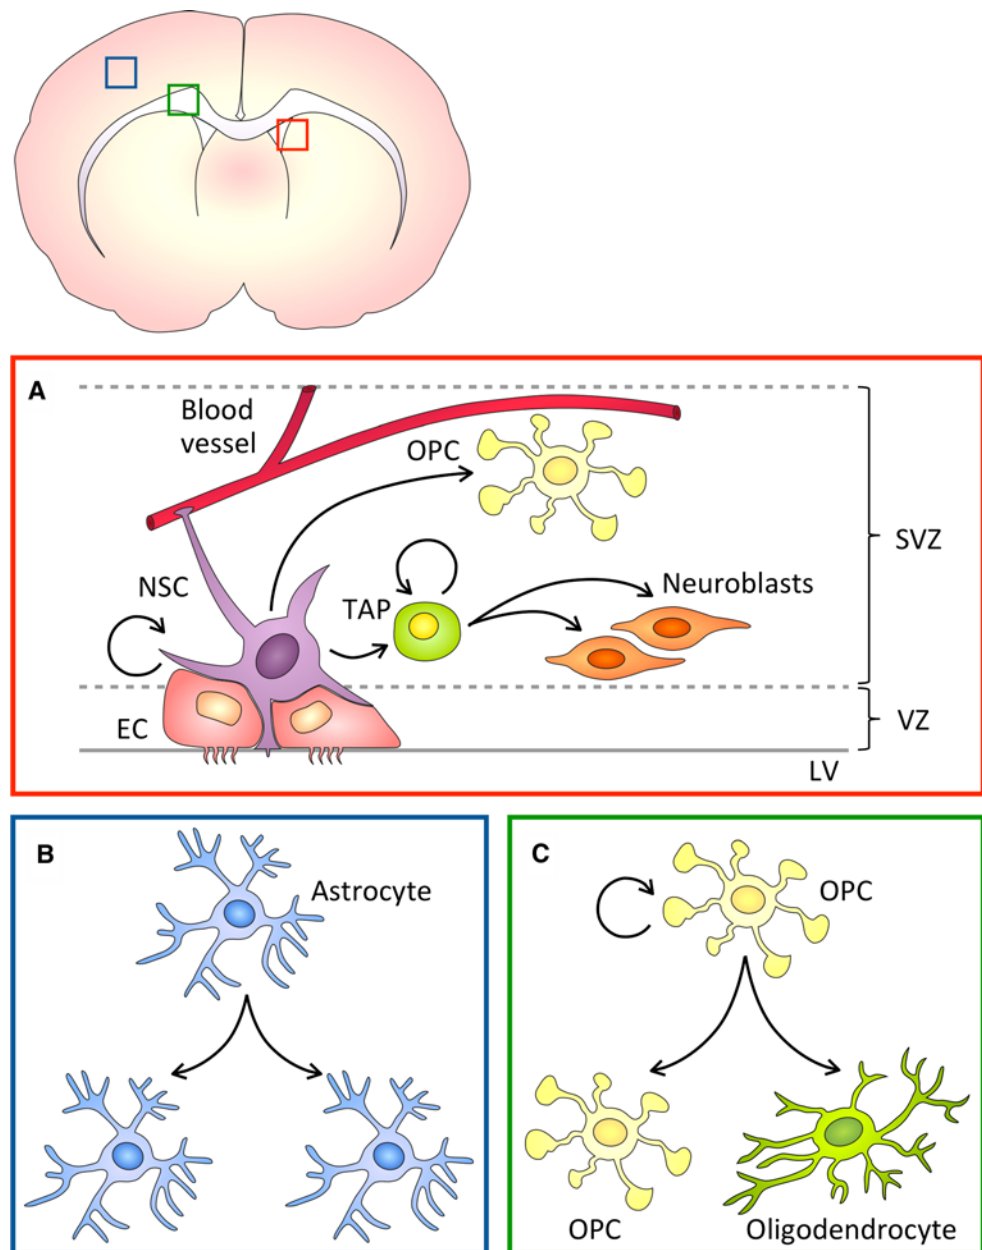 A
Blood
vessel
OPC
SVZ
NSC
TAP
Neuroblasts
EC
VZ
LV
B
Astrocyte
C
OPC
OPC
Oligodendrocyte